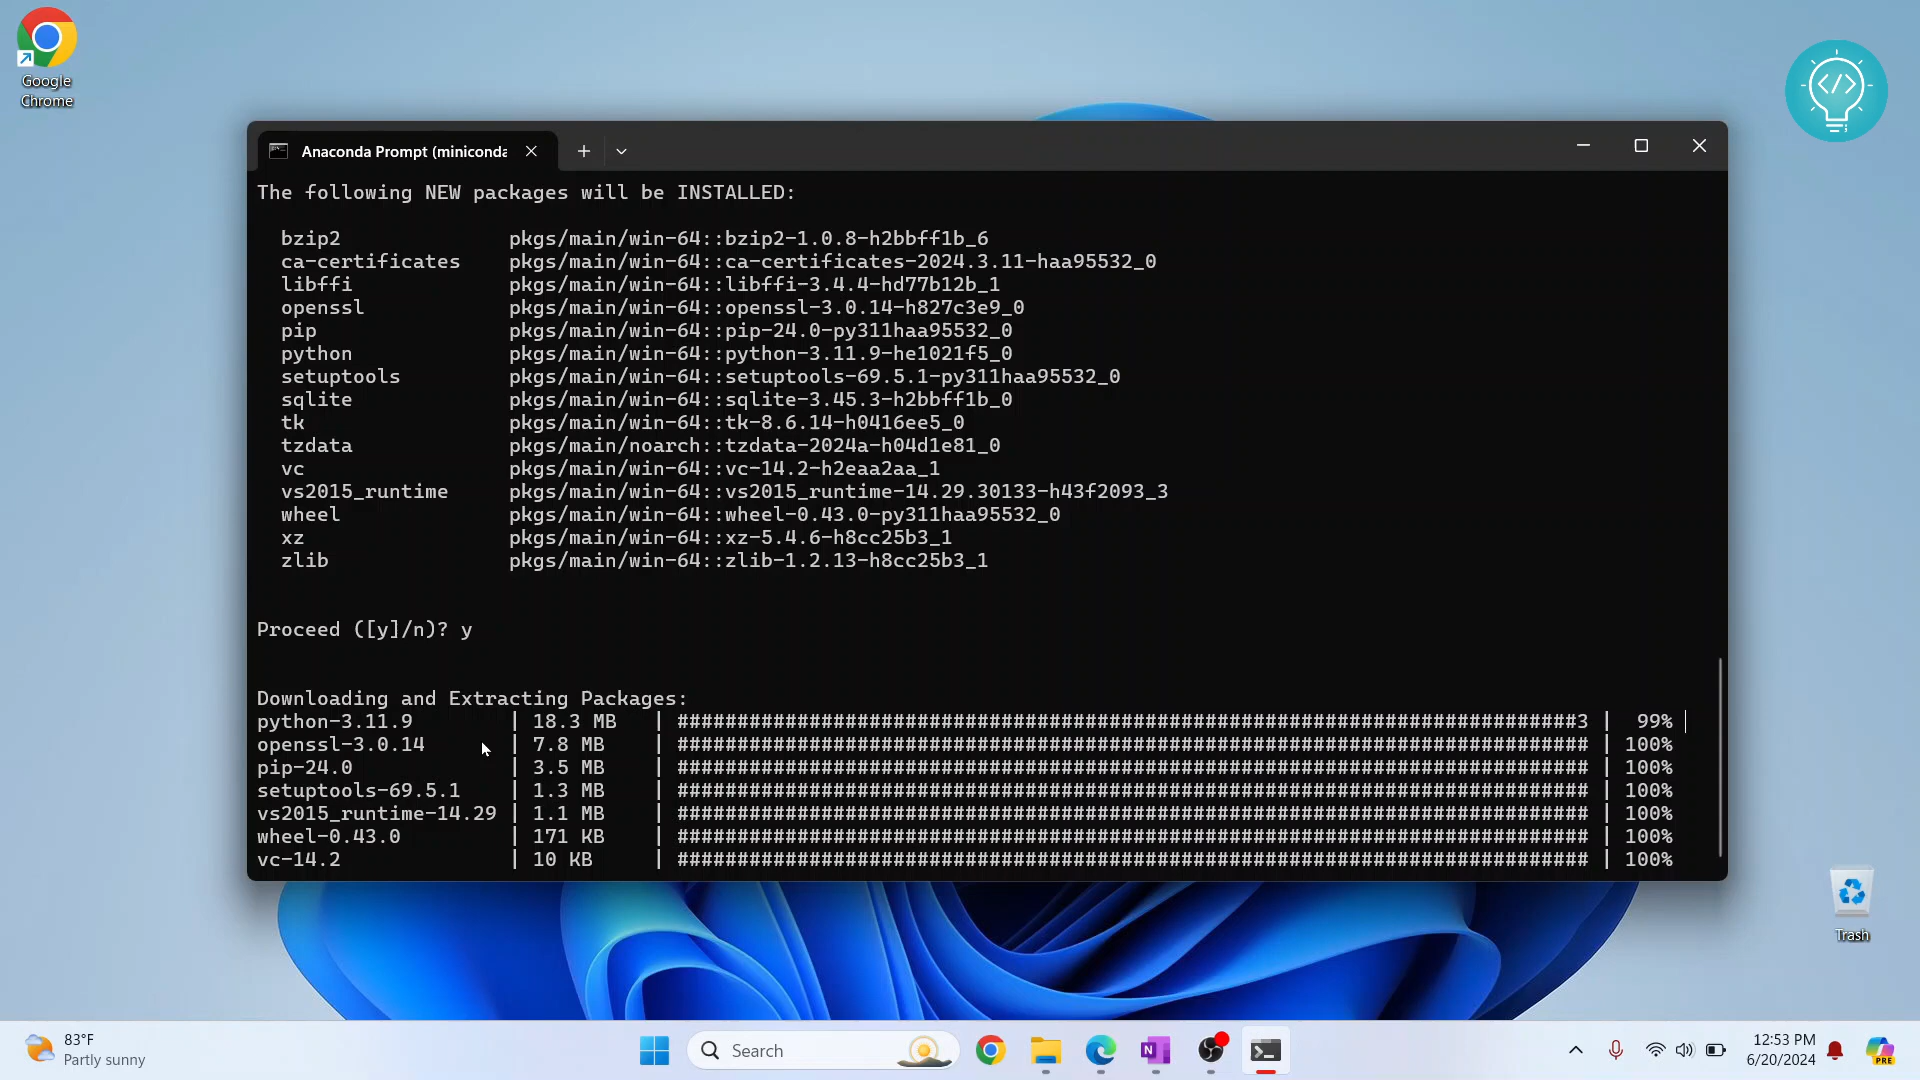 Google
Chrome
</>
Anaconda Prompt (miniconda
The following NEW packages will be INSTALLED:
bzip2 pkgs/main/win-64::bzip2-1.0.8-h2bbff1b_6
ca-certificates pkgs/main/win-64::ca-certificates-2024.3.11-haa95532_0
libffi pkgs/main/win-64::libffi-3.4.4-hd77b12b_1
openssl pkgs/main/win-64::openssl-3.0.14-h827c3e9_0
pip pkgs/main/win-64::pip-24.0-py311haa95532_0
python pkgs/main/win-64::python-3.11.9-he1021f5_0
setuptools pkgs/main/win-64::setuptools-69.5.1-py311haa95532_0
sqlite pkgs/main/win-64::sqlite-3.45.3-h2bbff1b_0
tk pkgs/main/win-64::tk-8.6.14-h0416ee5_0
tzdata pkgs/main/noarch::tzdata-2024a-h04d1e81_0
vc pkgs/main/win-64::vc-14.2-h2eaa2aa_1
vs2015_runtime pkgs/main/win-64::vs2015_runtime-14.29.30133-h43f2093_3
wheel pkgs/main/win-64::wheel-0.43.0-py311haa95532_0
xz pkgs/main/win-64::xz-5.4.6-h8cc25b3_1
zlib pkgs/main/win-64::zlib-1.2.13-h8cc25b3_1
Proceed ([y]/n)? y
Downloading and Extracting Packages:
python-3.11.9 | 18.3 MB | ###########################################################################3 | 99%
openssl-3.0.14 | 7.8 MB | ############################################################################ | 100%
pip-24.0 | 3.5 MB | ############################################################################ | 100%
setuptools-69.5.1 | 1.3 MB | ############################################################################ | 100%
vs2015_runtime-14.29 | 1.1 MB | ############################################################################ | 100%
wheel-0.43.0 | 171 KB | ############################################################################ | 100%
vc-14.2 | 10 KB | ############################################################################ | 100%
Trash
83°F
Partly sunny
Search
N
12:53 PM
6/20/2024
PRE